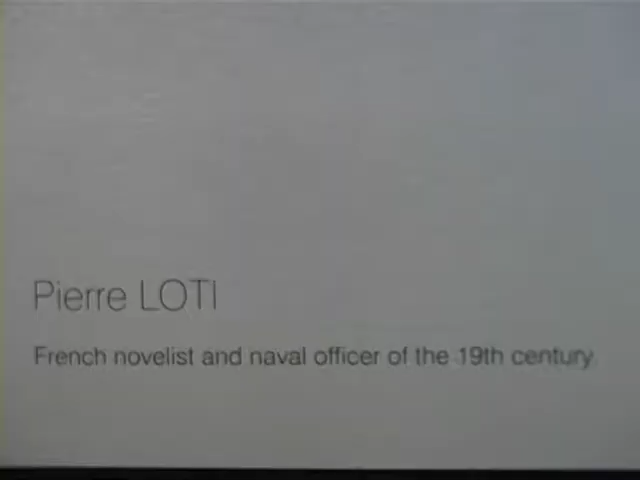 Pierre LOTI
French novelist and naval officer of the 19th century